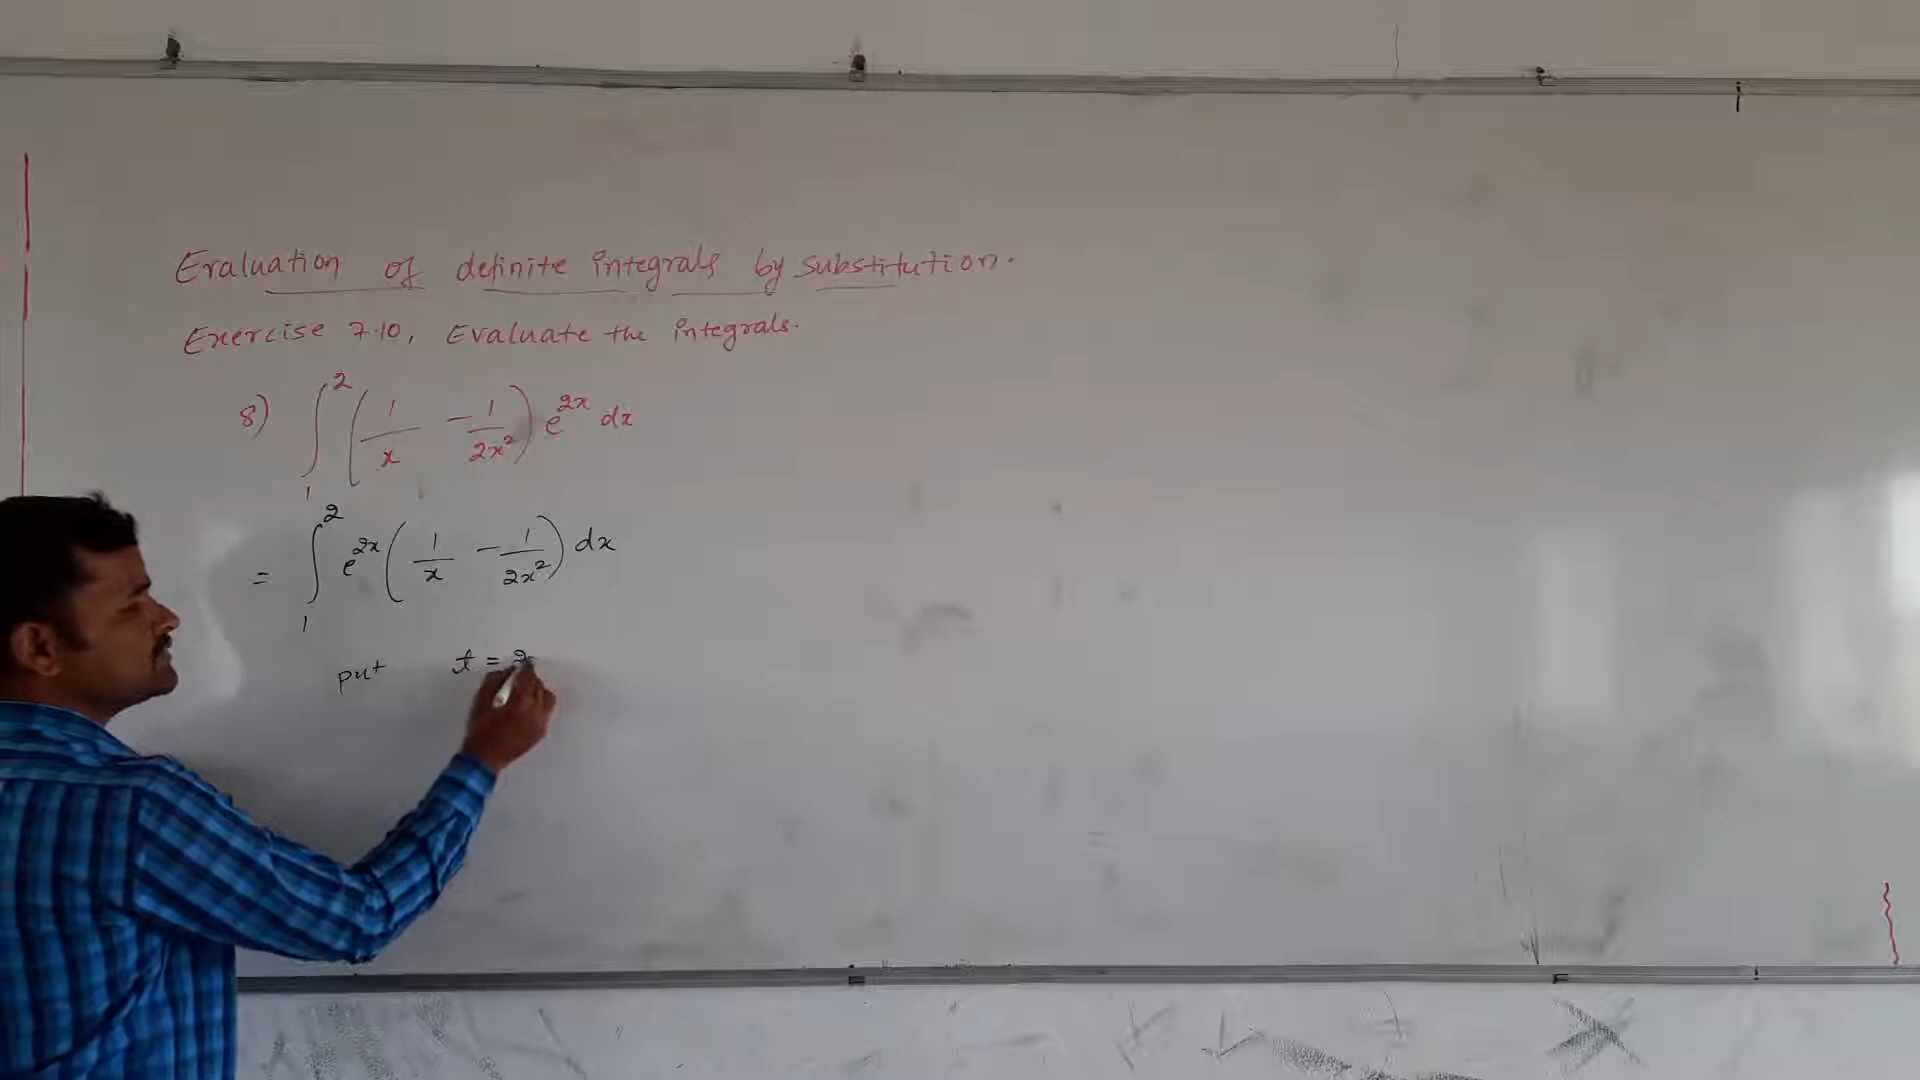 Evaluation of definite integrals by substitution.
Exercise 7.10, Evaluate the integrals.
8) ∫₁² (1/x - 1/2x²) e^2x dx
= ∫₁² e^2x (1/x - 1/2x²) dx
put t = 2